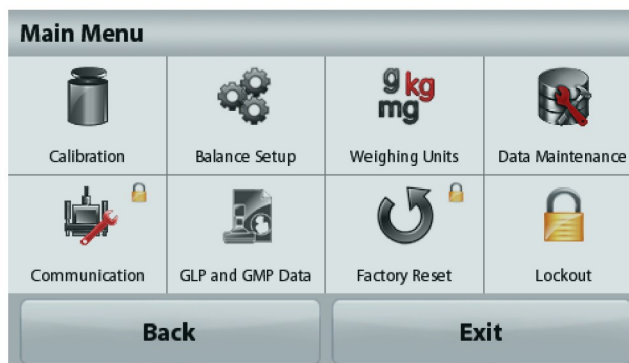 Main Menu
g kg
mg
Calibration
Balance Setup
Weighing Units
Data Maintenance
Communication
GLP and GMP Data
Factory Reset
Lockout
Back
Exit